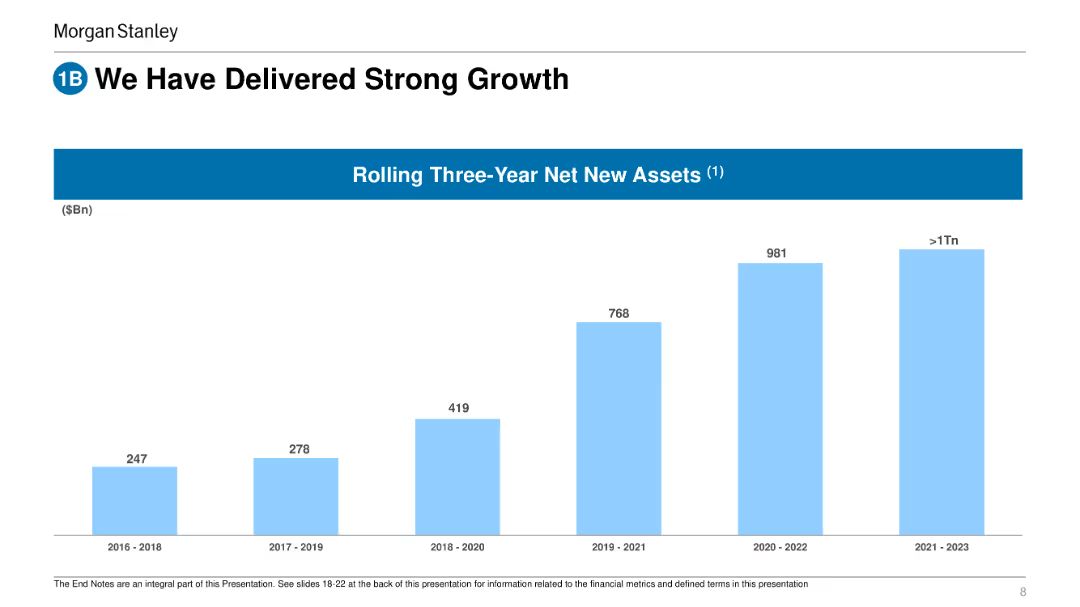 Morgan Stanley
1B We Have Delivered Strong Growth
Rolling Three-Year Net New Assets (1)
($Bn)
247
278
419
768
981
>1Tn
2016 - 2018
2017 - 2019
2018 - 2020
2019 - 2021
2020 - 2022
2021 - 2023
The End Notes are an integral part of this Presentation. See slides 18-22 at the back of this presentation for information related to the financial metrics and defined terms in this presentation
8